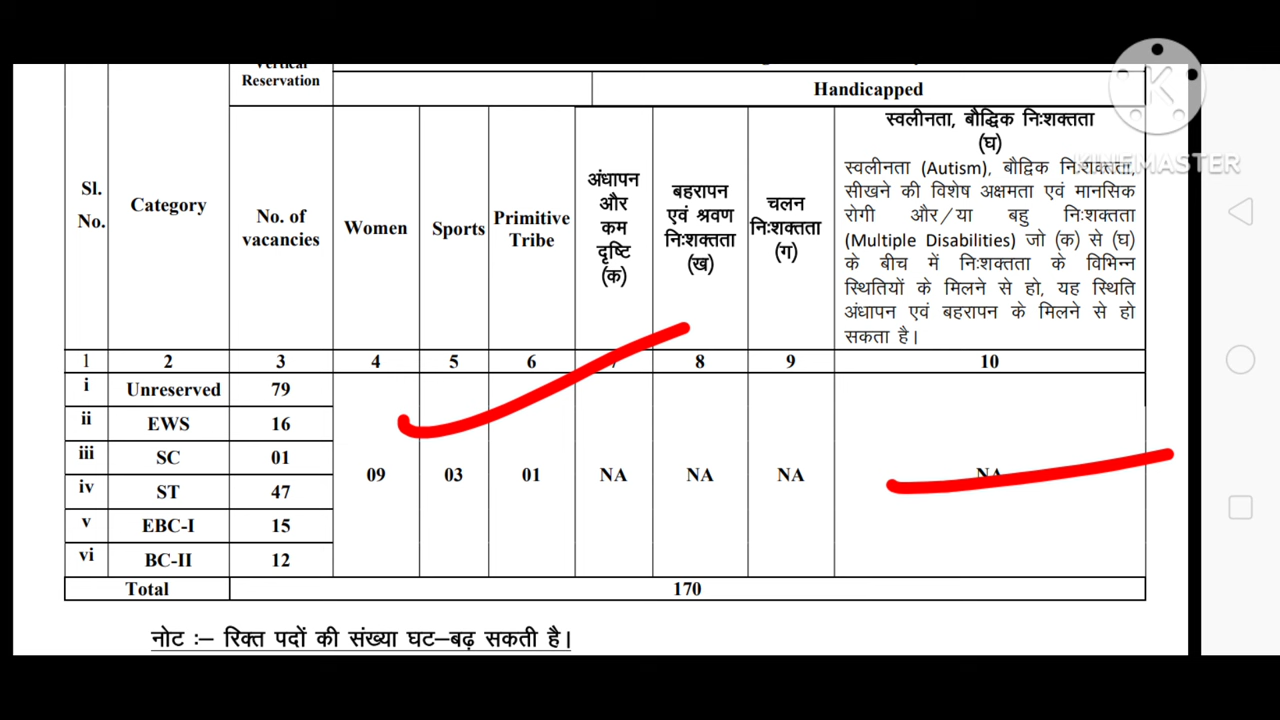 Vertical
Reservation
Handicapped
Sl.
No.
Category
No. of
vacancies
Women
Sports
Primitive
Tribe
अंधापन
और
कम
दृष्टि
(क)
बहरापन
एवं श्रवण
निःशक्तता
(ख)
चलन
निःशक्तता
(ग)
स्वलीनता, बौद्धिक निःशक्तता
(घ)
स्वलीनता (Autism), बौद्विक निःशक्तता,
सीखने की विशेष अक्षमता एवं मानसिक
रोगी और/या बहु निःशक्तता
(Multiple Disabilities) जो (क) से (घ)
के बीच में निःशक्तता के विभिन्न
स्थितियों के मिलने से हो, यह स्थिति
अंधापन एवं बहरापन के मिलने से हो
सकता है।
1 2 3 4 5 6 7 8 9 10
i Unreserved 79
ii EWS 16
iii SC 01
iv ST 47
v EBC-I 15
vi BC-II 12
09 03 01 NA NA NA NA
Total 170
नोट :– रिक्त पदों की संख्या घट–बढ़ सकती है।
K
KINEMASTER